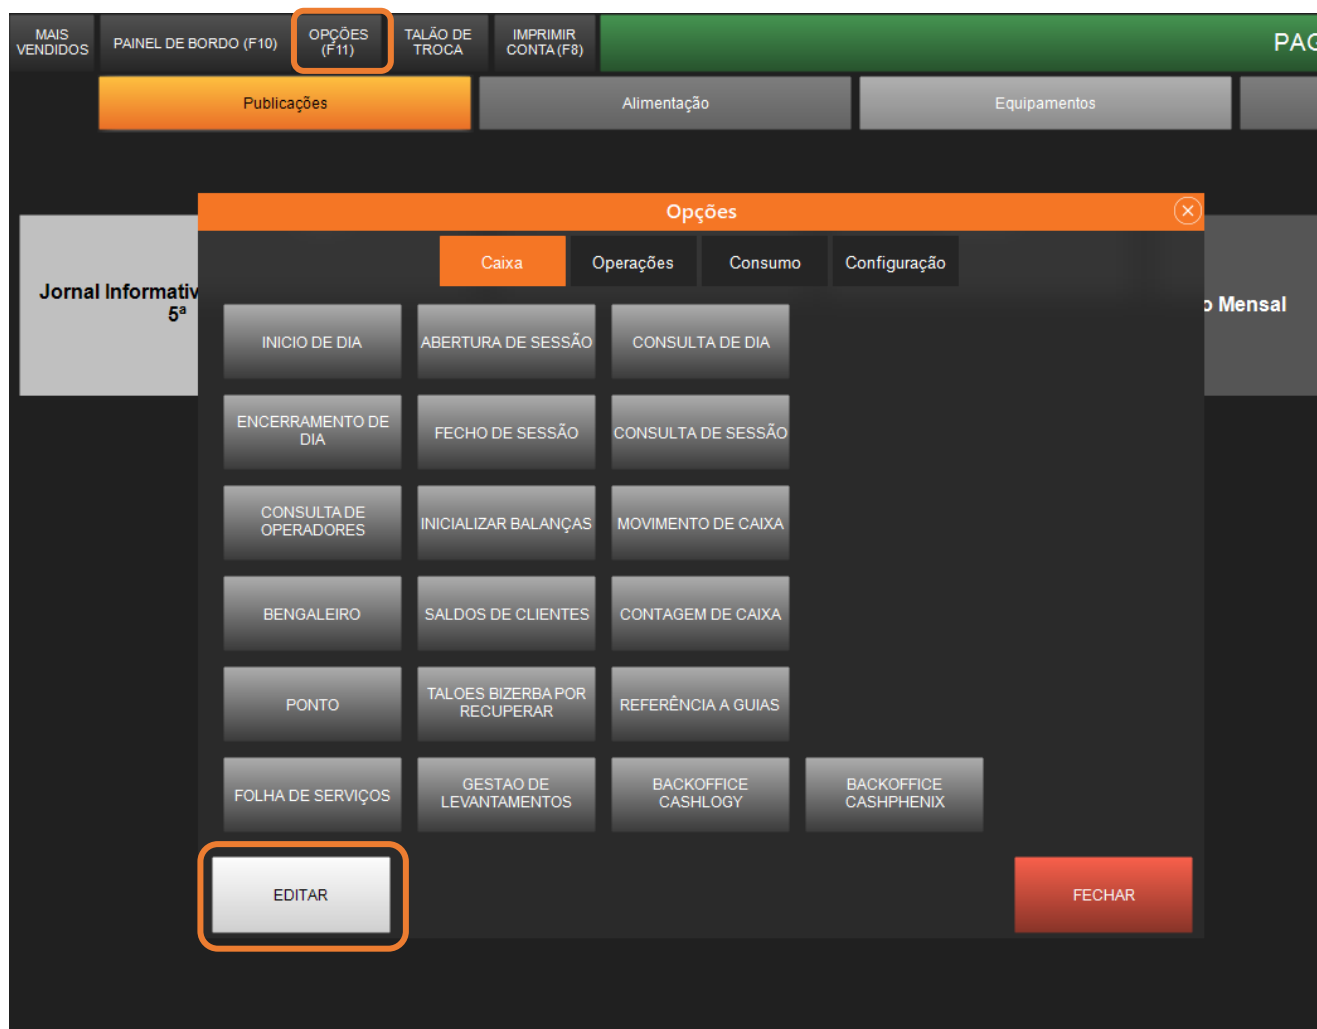 MAIS
VENDIDOS
PAINEL DE BORDO (F10)
OPÇÕES
(F11)
TALÃO DE
TROCA
IMPRIMIR
CONTA (F8)
PAG
Publicações
Alimentação
Equipamentos
Opções
Caixa
Operações
Consumo
Configuração
Jornal Informativ
5ª
o Mensal
INICIO DE DIA
ABERTURA DE SESSÃO
CONSULTA DE DIA
ENCERRAMENTO DE
DIA
FECHO DE SESSÃO
CONSULTA DE SESSÃO
CONSULTA DE
OPERADORES
INICIALIZAR BALANÇAS
MOVIMENTO DE CAIXA
BENGALEIRO
SALDOS DE CLIENTES
CONTAGEM DE CAIXA
PONTO
TALOES BIZERBA POR
RECUPERAR
REFERÊNCIA A GUIAS
FOLHA DE SERVIÇOS
GESTAO DE
LEVANTAMENTOS
BACKOFFICE
CASHLOGY
BACKOFFICE
CASHPHENIX
EDITAR
FECHAR